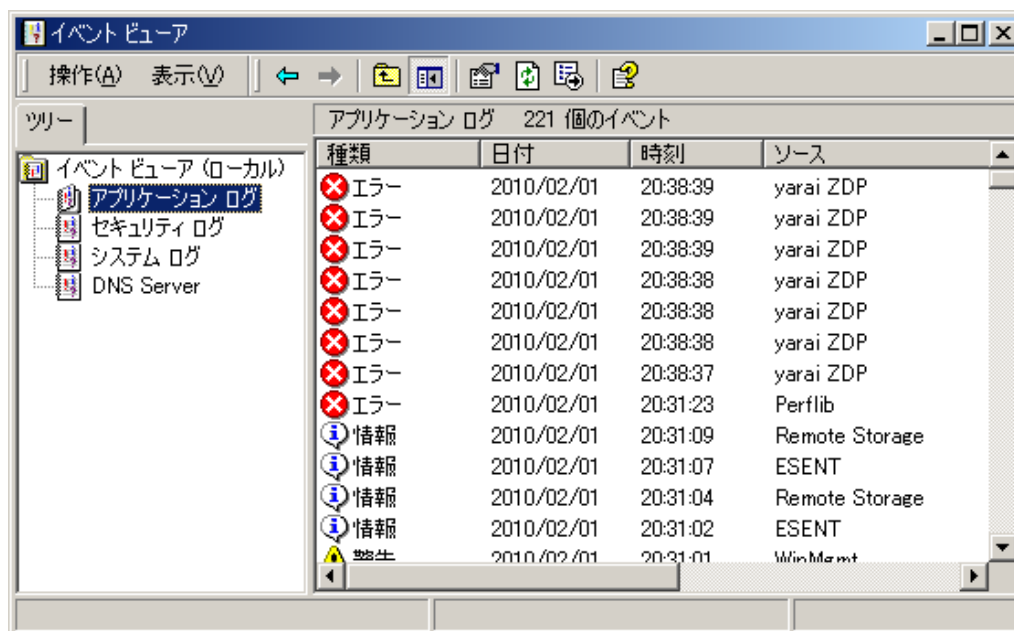 イベント ビューア
操作(A) 表示(V)
ツリー
イベント ビューア (ローカル)
アプリケーション ログ
セキュリティ ログ
システム ログ
DNS Server
アプリケーション ログ 221 個のイベント
種類 日付 時刻 ソース
エラー 2010/02/01 20:38:39 yarai ZDP
エラー 2010/02/01 20:38:39 yarai ZDP
エラー 2010/02/01 20:38:39 yarai ZDP
エラー 2010/02/01 20:38:38 yarai ZDP
エラー 2010/02/01 20:38:38 yarai ZDP
エラー 2010/02/01 20:38:38 yarai ZDP
エラー 2010/02/01 20:38:37 yarai ZDP
エラー 2010/02/01 20:31:23 Perflib
情報 2010/02/01 20:31:09 Remote Storage
情報 2010/02/01 20:31:07 ESENT
情報 2010/02/01 20:31:04 Remote Storage
情報 2010/02/01 20:31:02 ESENT
警告 2010/02/01 20:31:01 WinMgmt